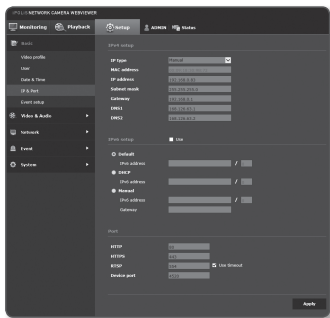 iPOLiS NETWORK CAMERA WEBVIEWER
Monitoring Playback Setup ADMIN Status
Basic
Video profile
User
Date & Time
IP & Port
Event setup
Video & Audio
Network
Event
System
IPv4 setup
IP type Manual
MAC address
IP address
Subnet mask
Gateway
DNS1
DNS2
IPv6 setup Use
Default
IPv6 address /
DHCP
IPv6 address /
Manual
IPv6 address /
Gateway
Port
HTTP
HTTPS
RTSP Use timeout
Device port
Apply